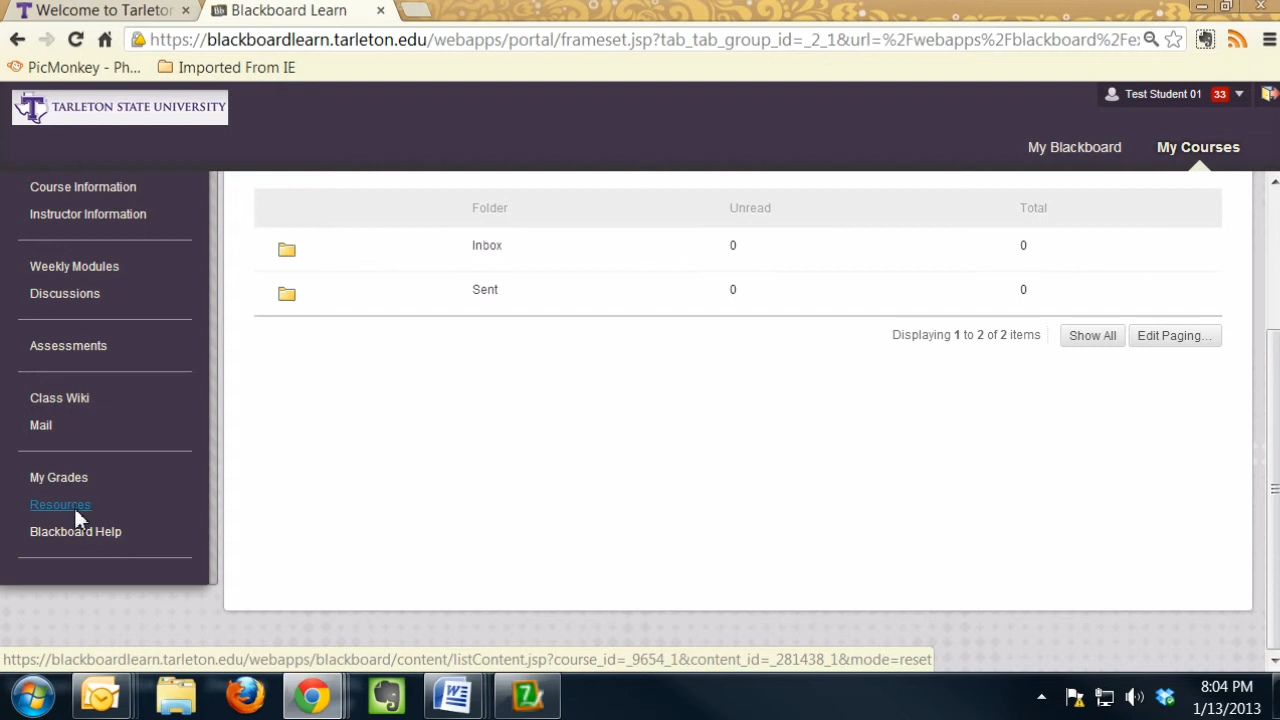 Welcome to Tarleto
Blackboard Learn
https://blackboardlearn.tarleton.edu/webapps/portal/frameset.jsp?tab_tab_group_id=_2_1&url=%2Fwebapps%2Fblackboard%2Fe
PicMonkey - Ph...
Imported From IE
TARLETON STATE UNIVERSITY
Test Student 01 33
My Blackboard
My Courses
Course Information
Instructor Information
Weekly Modules
Discussions
Assessments
Class Wiki
Mail
My Grades
Resources
Blackboard Help
Folder Unread Total
Inbox 0 0
Sent 0 0
Displaying 1 to 2 of 2 items
Show All
Edit Paging...
https://blackboardlearn.tarleton.edu/webapps/blackboard/content/listContent.jsp?course_id=_9654_1&content_id=_281438_1&mode=reset
8:04 PM
1/13/2013